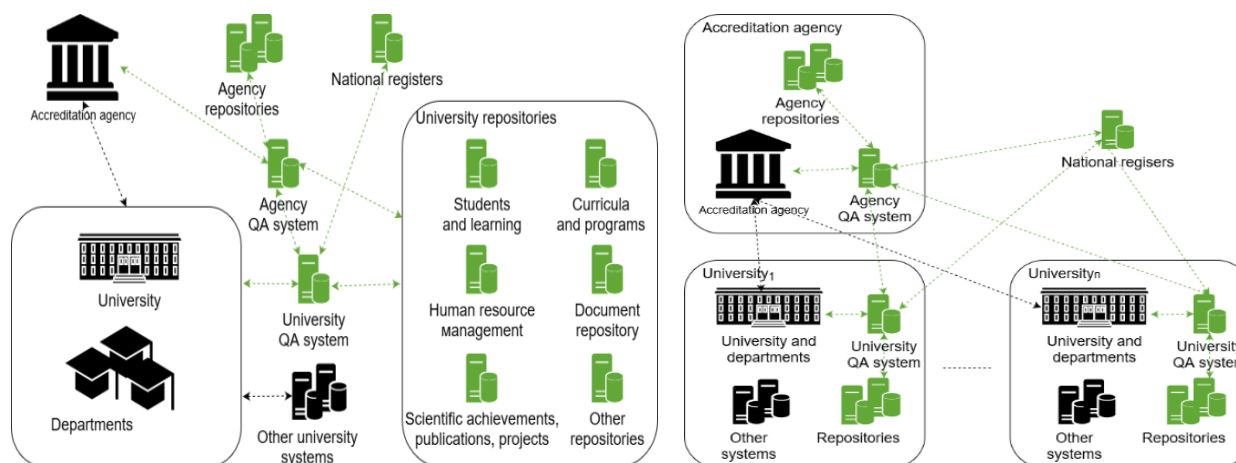 Accreditation agency
Agency
repositories
National registers
Agency
QA system
University
Departments
University
QA system
Other university
systems
University repositories
Students
and learning
Curricula
and programs
Human resource
мanagement
Document
repository
Scientific achievements,
publications, projects
Other
repositories
Accreditation agency
Agency
repositories
Accreditation agency
Agency
QA system
National regisers
University1
University and
departments
University
QA system
Other
systems
Repositories
Universityn
University and
departments
University
QA system
Other
systems
Repositories